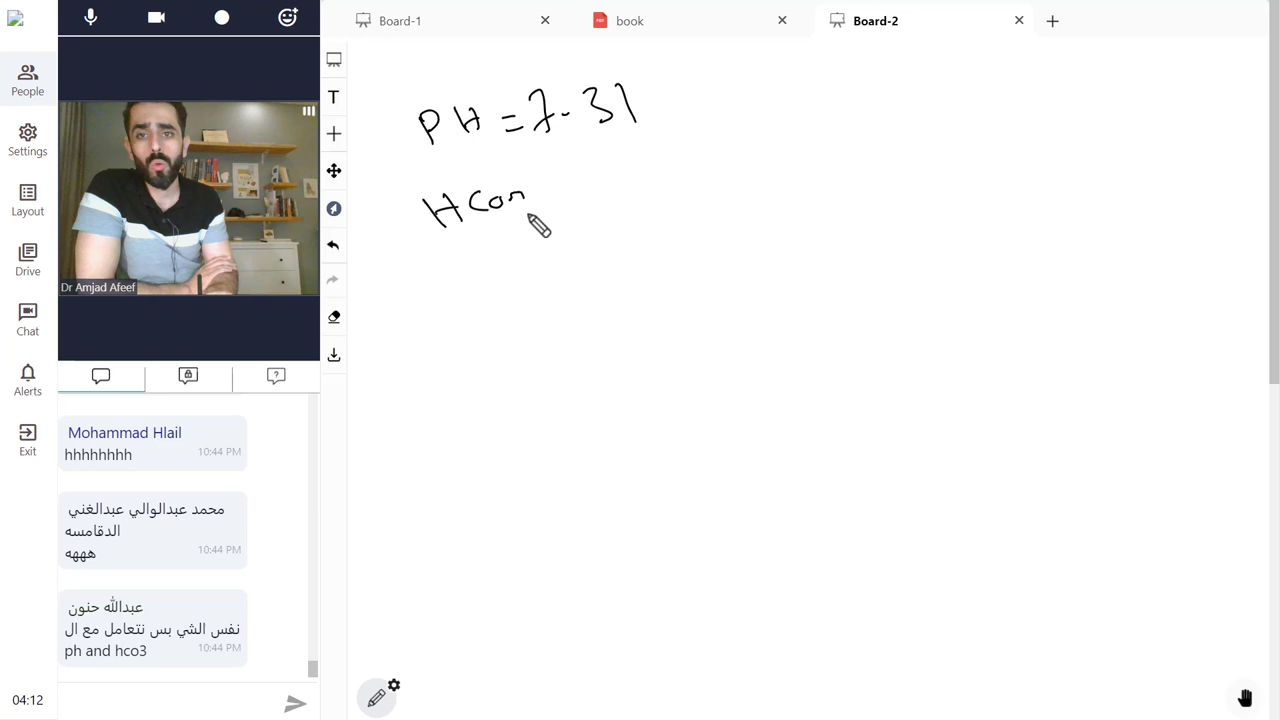 Board-1
book
Board-2
People
Settings
Layout
Drive
Chat
Alerts
Exit
04:12
Dr Amjad Afeef
Mohammad Hlail
hhhhhhhh
10:44 PM
محمد عبدالوالي عبدالغني
الدقامسه
هههه
10:44 PM
عبدالله حنون
نفس الشي بس نتعامل مع ال
ph and hco3
10:44 PM
T
PH = 7.31